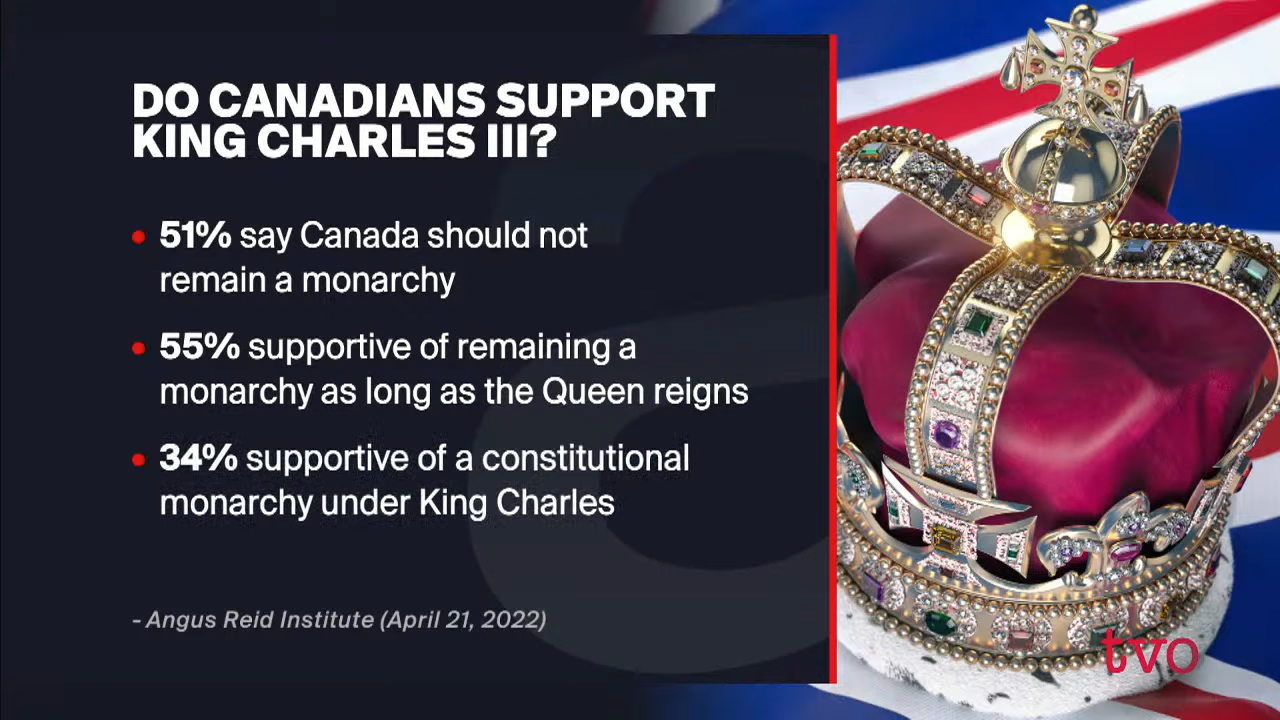 DO CANADIANS SUPPORT
KING CHARLES III?
• 51% say Canada should not
remain a monarchy
• 55% supportive of remaining a
monarchy as long as the Queen reigns
• 34% supportive of a constitutional
monarchy under King Charles
- Angus Reid Institute (April 21, 2022)
tvo